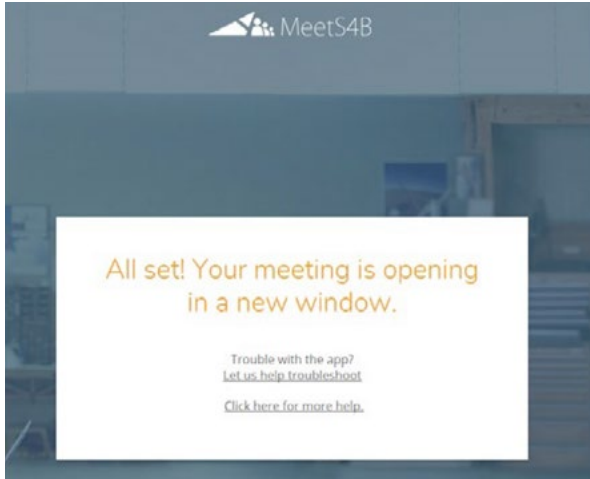 MeetS4B
All set! Your meeting is opening
in a new window.
Trouble with the app?
Let us help troubleshoot
Click here for more help.